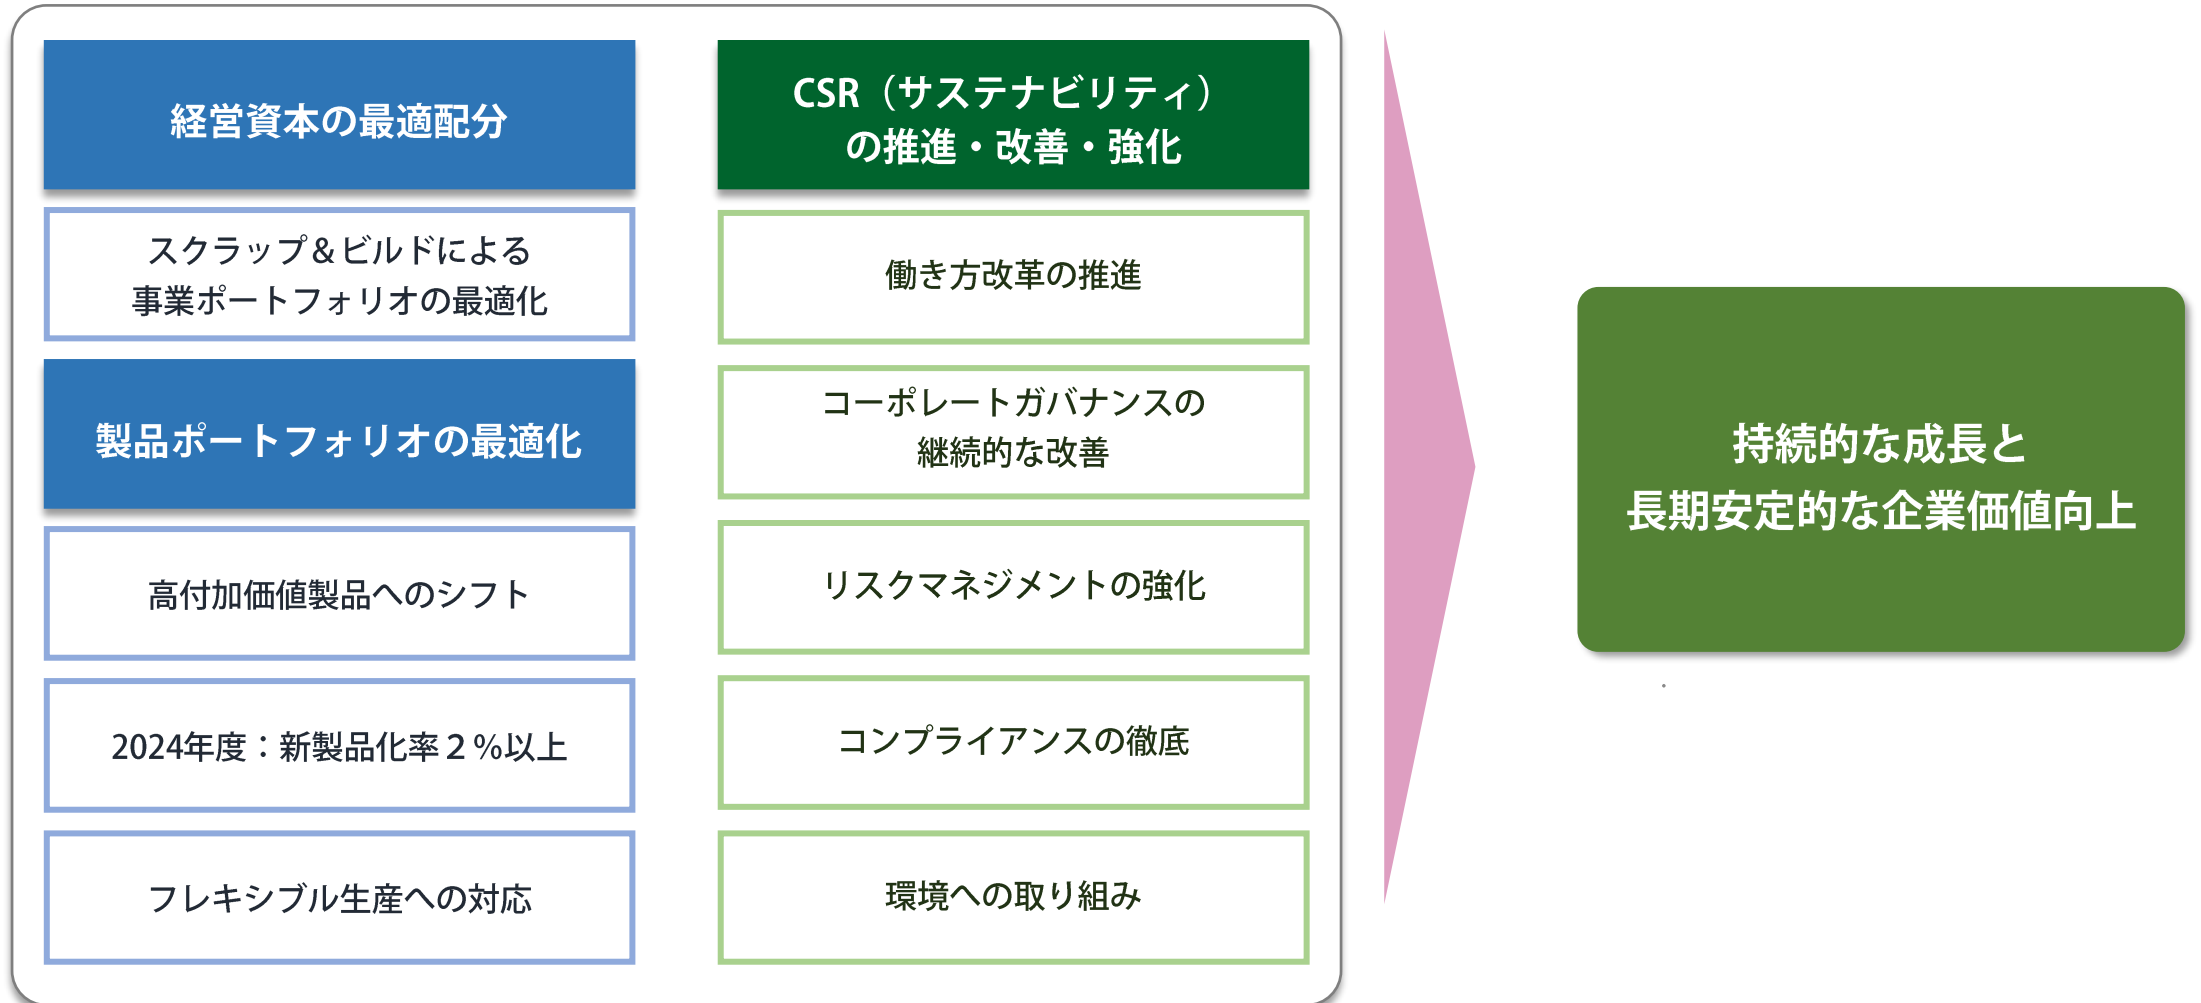 経営資本の最適配分
スクラップ＆ビルドによる
事業ポートフォリオの最適化
製品ポートフォリオの最適化
高付加価値製品へのシフト
2024年度：新製品化率２％以上
フレキシブル生産への対応
CSR（サステナビリティ）
の推進・改善・強化
働き方改革の推進
コーポレートガバナンスの
継続的な改善
リスクマネジメントの強化
コンプライアンスの徹底
環境への取り組み
持続的な成長と
長期安定的な企業価値向上